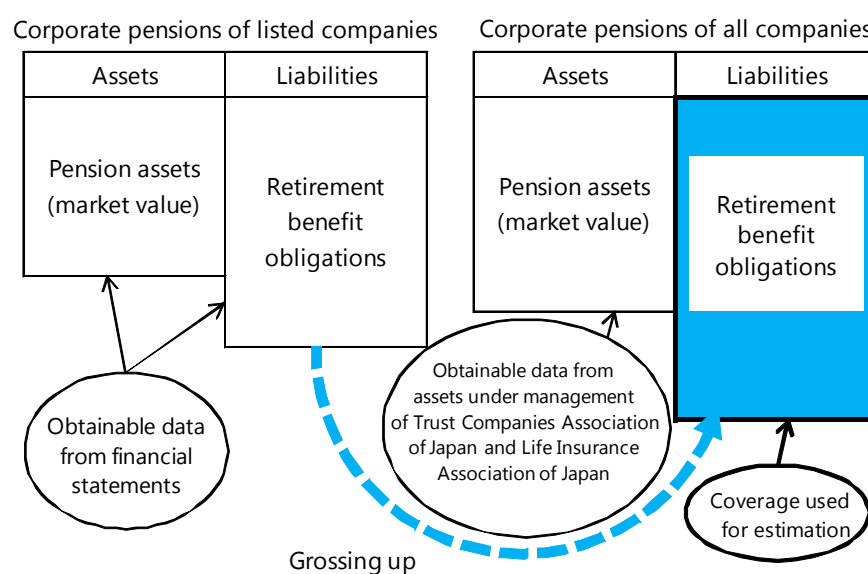 Corporate pensions of listed companies
Assets
Liabilities
Pension assets
(market value)
Retirement
benefit
obligations
Obtainable data
from financial
statements
Grossing up
Corporate pensions of all companies
Assets
Liabilities
Pension assets
(market value)
Retirement
benefit
obligations
Obtainable data from
assets under management
of Trust Companies Association
of Japan and Life Insurance
Association of Japan
Coverage used
for estimation